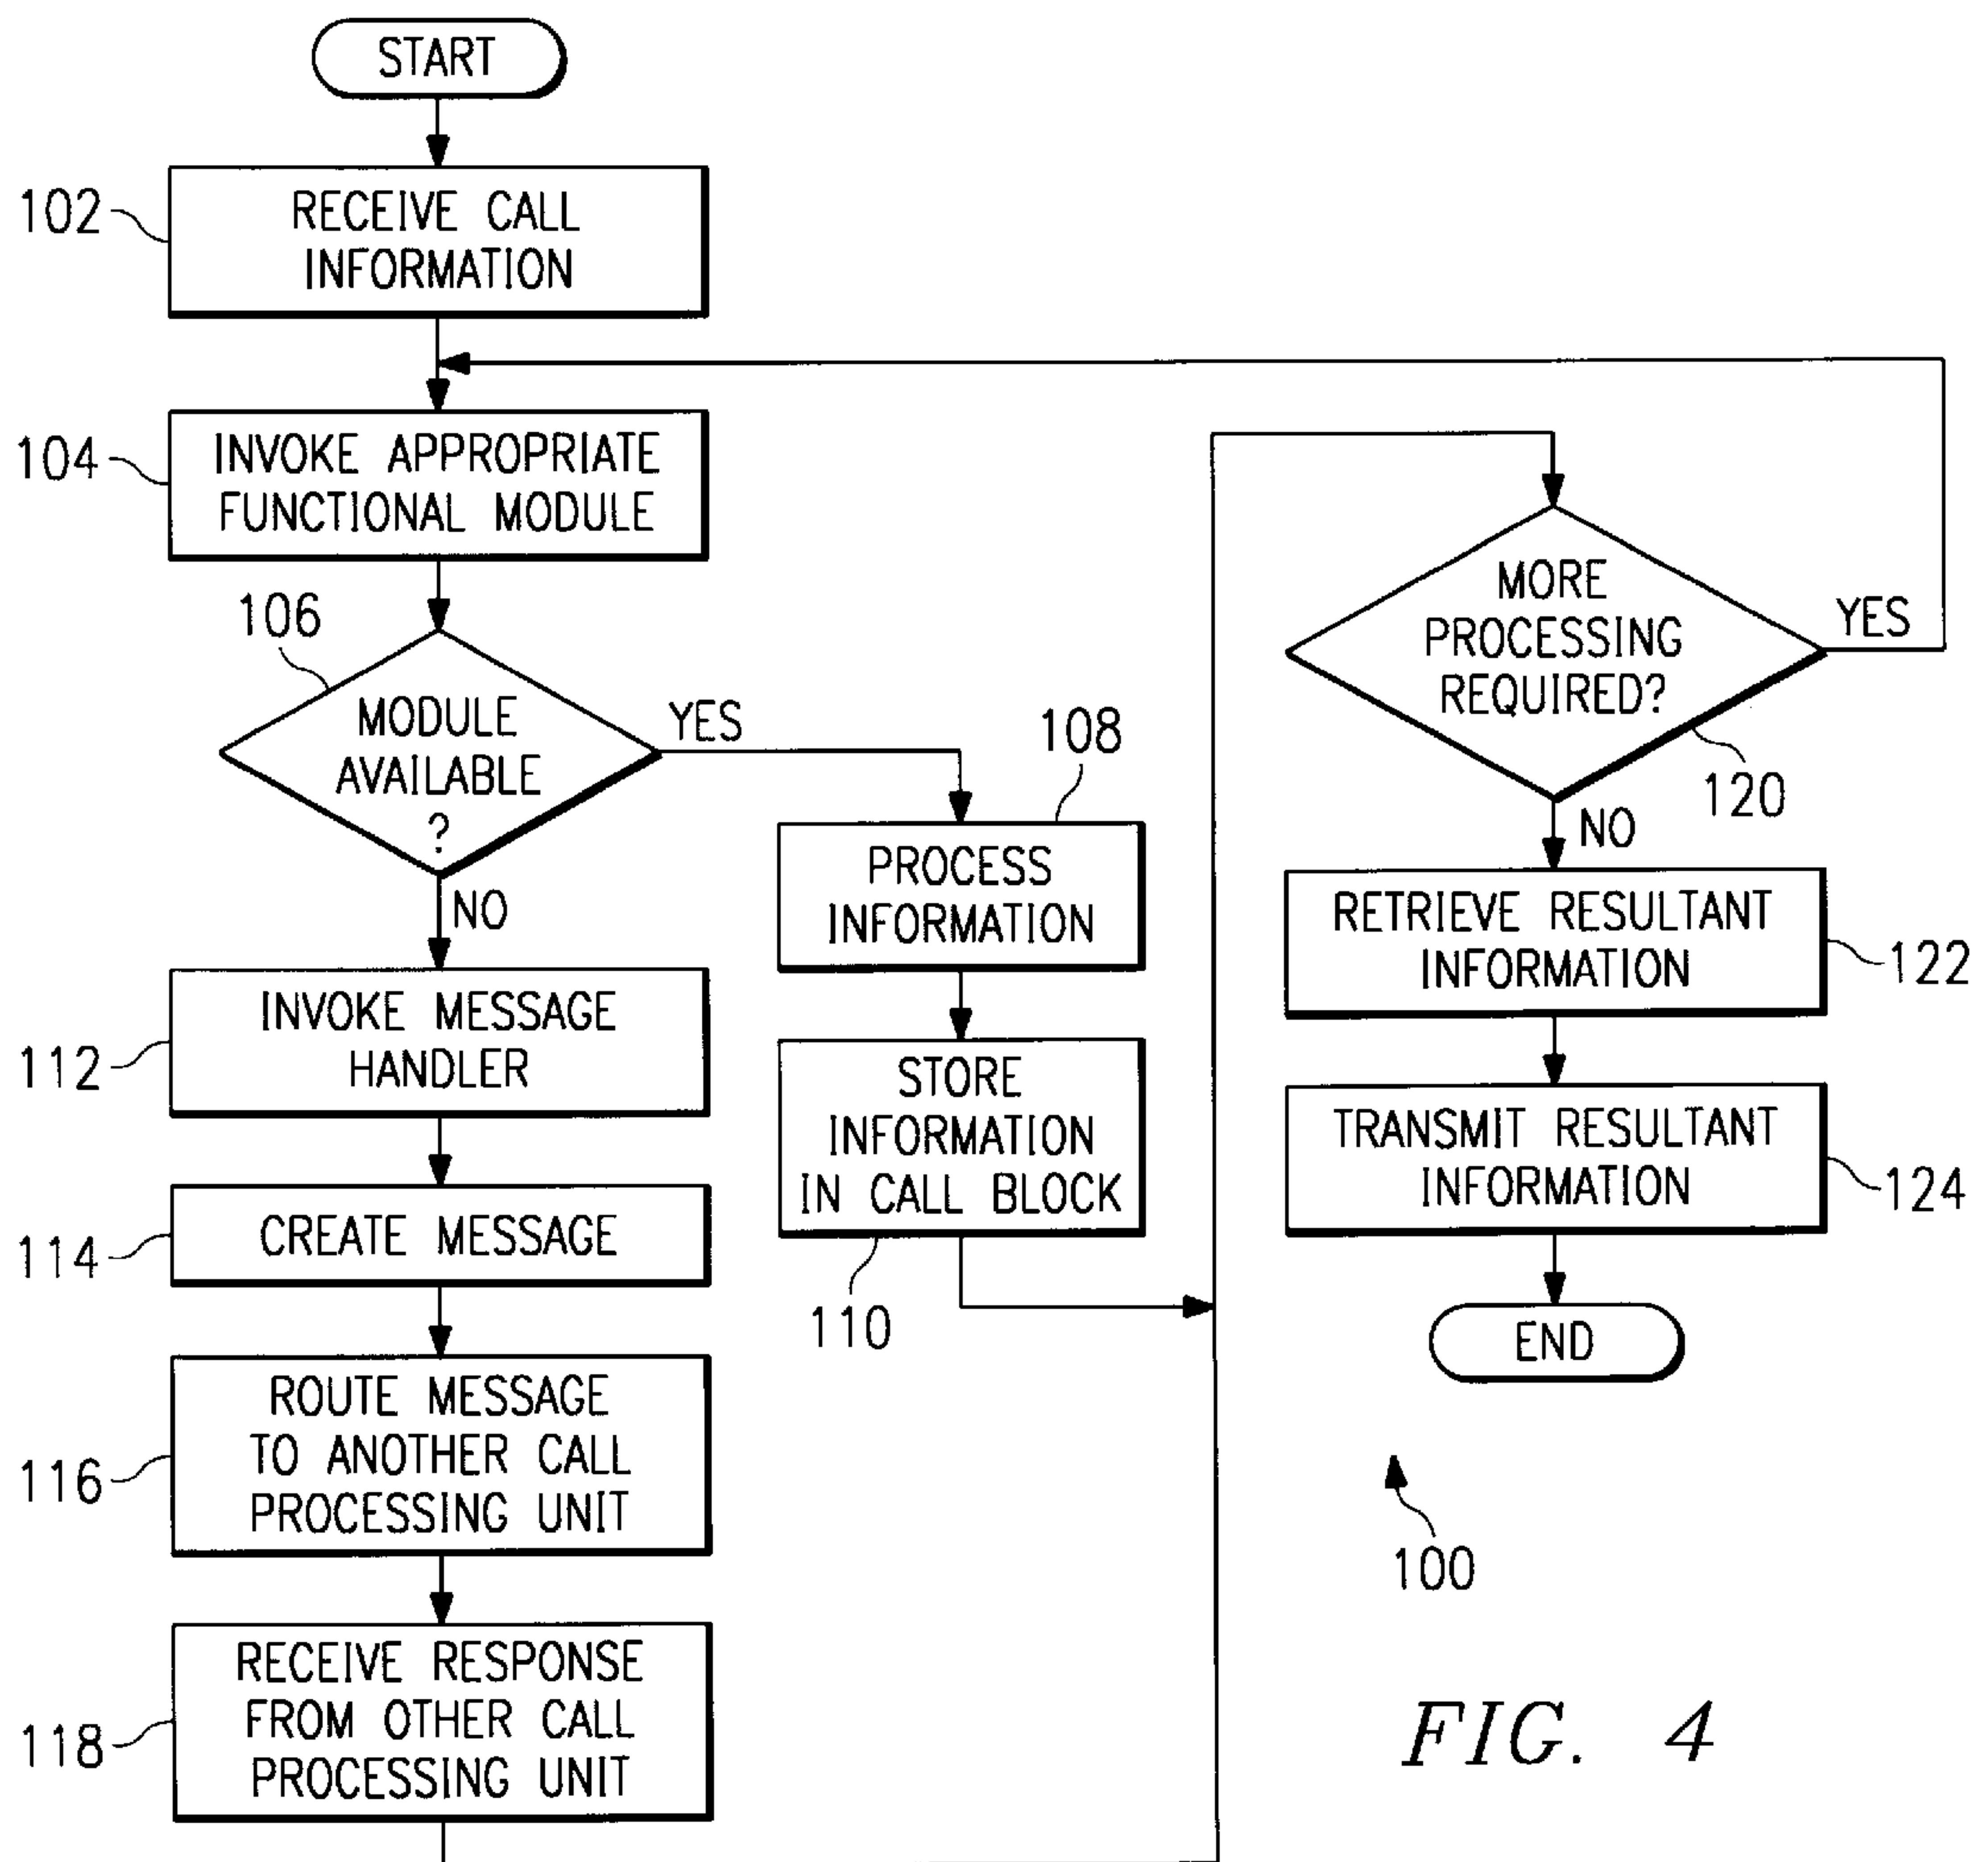 START
102
RECEIVE CALL
INFORMATION
104
INVOKE APPROPRIATE
FUNCTIONAL MODULE
106
MODULE
AVAILABLE
?
YES
NO
108
PROCESS
INFORMATION
STORE
INFORMATION
IN CALL BLOCK
110
112
INVOKE MESSAGE
HANDLER
114
CREATE MESSAGE
116
ROUTE MESSAGE
TO ANOTHER CALL
PROCESSING UNIT
118
RECEIVE RESPONSE
FROM OTHER CALL
PROCESSING UNIT
MORE
PROCESSING
REQUIRED?
YES
120
NO
RETRIEVE RESULTANT
INFORMATION
122
TRANSMIT RESULTANT
INFORMATION
124
END
100
FIG. 4